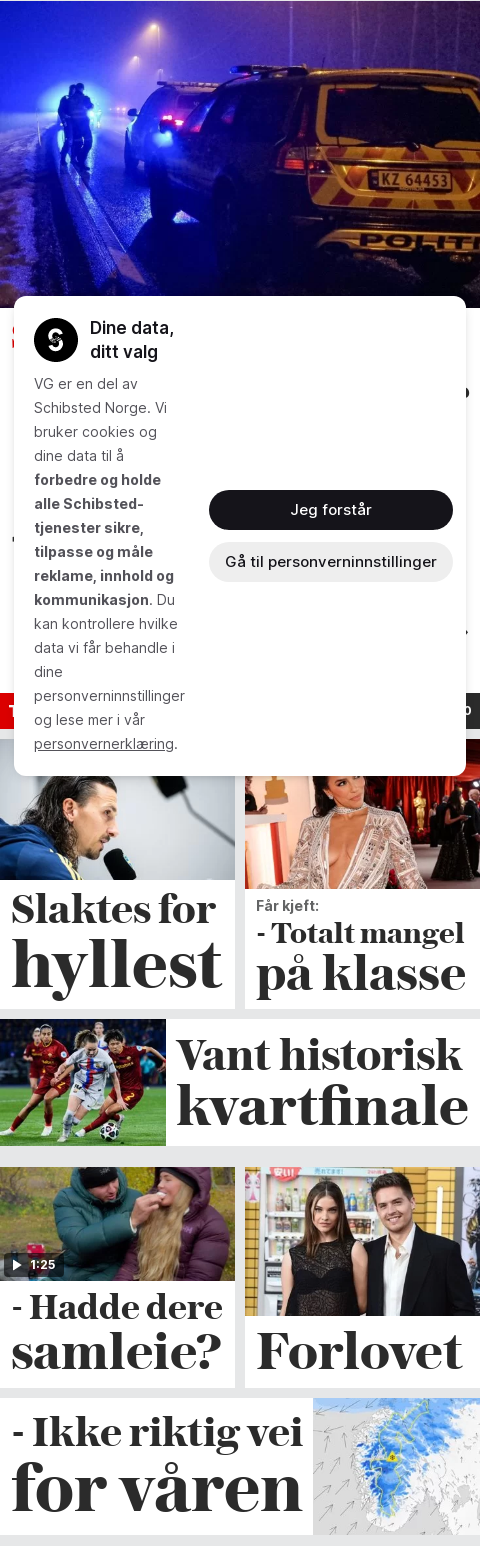 KZ 64453
POLITI
Dine data,
ditt valg
VG er en del av
Schibsted Norge. Vi
bruker cookies og
dine data til å
forbedre og holde
alle Schibsted-
tjenester sikre,
tilpasse og måle
reklame, innhold og
kommunikasjon. Du
kan kontrollere hvilke
data vi får behandle i
dine
personverninnstillinger
og lese mer i vår
personvernerklæring.
Jeg forstår
Gå til personverninnstillinger
Slaktes for
hyllest
Får kjeft:
- Totalt mangel
på klasse
Vant historisk
kvartfinale
1:25
- Hadde dere
samleie?
Forlovet
- Ikke riktig vei
for våren